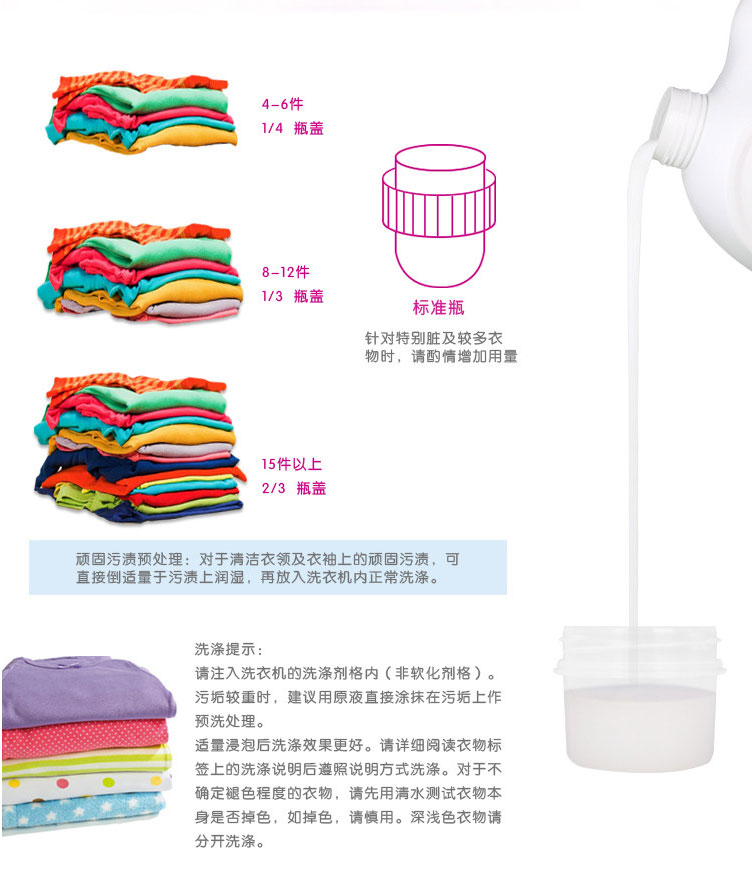 4-6件
1/4 瓶盖
8-12件
1/3 瓶盖
标准瓶
针对特别脏及较多衣
物时，请酌情增加用量
15件以上
2/3 瓶盖
顽固污渍预处理：对于清洁衣领及衣袖上的顽固污渍，可
直接倒适量于污渍上润湿，再放入洗衣机内正常洗涤。
洗涤提示：
请注入洗衣机的洗涤剂格内（非软化剂格）。
污垢较重时，建议用原液直接涂抹在污垢上作
预洗处理。
适量浸泡后洗涤效果更好。请详细阅读衣物标
签上的洗涤说明后遵照说明方式洗涤。对于不
确定褪色程度的衣物，请先用清水测试衣物本
身是否掉色，如掉色，请慎用。深浅色衣物请
分开洗涤。